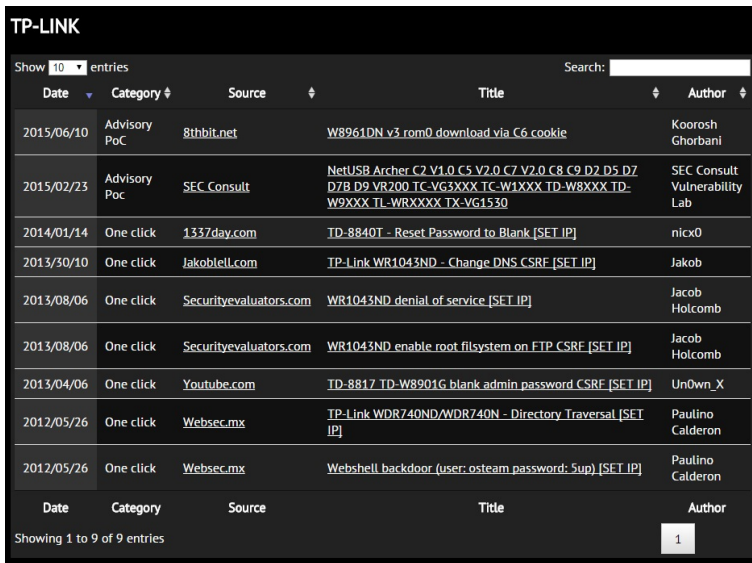 TP-LINK
Show 10 entries
Search:
Date Category Source Title Author
2015/06/10 Advisory PoC 8thbit.net W8961DN v3 rom0 download via C6 cookie Koorosh Ghorbani
2015/02/23 Advisory Poc SEC Consult NetUSB Archer C2 V1.0 C5 V2.0 C7 V2.0 C8 C9 D2 D5 D7 D7B D9 VR200 TC-VG3XXX TC-W1XXX TD-W8XXX TD-W9XXX TL-WRXXXX TX-VG1530 SEC Consult Vulnerability Lab
2014/01/14 One click 1337day.com TD-8840T - Reset Password to Blank [SET IP] nicx0
2013/30/10 One click Jakoblell.com TP-Link WR1043ND - Change DNS CSRF [SET IP] Jakob
2013/08/06 One click Securityevaluators.com WR1043ND denial of service [SET IP] Jacob Holcomb
2013/08/06 One click Securityevaluators.com WR1043ND enable root filsystem on FTP CSRF [SET IP] Jacob Holcomb
2013/04/06 One click Youtube.com TD-8817 TD-W8901G blank admin password CSRF [SET IP] Un0wn_X
2012/05/26 One click Websec.mx TP-Link WDR740ND/WDR740N - Directory Traversal [SET IP] Paulino Calderon
2012/05/26 One click Websec.mx Webshell backdoor (user: osteam password: 5up) [SET IP] Paulino Calderon
Date Category Source Title Author
Showing 1 to 9 of 9 entries
1